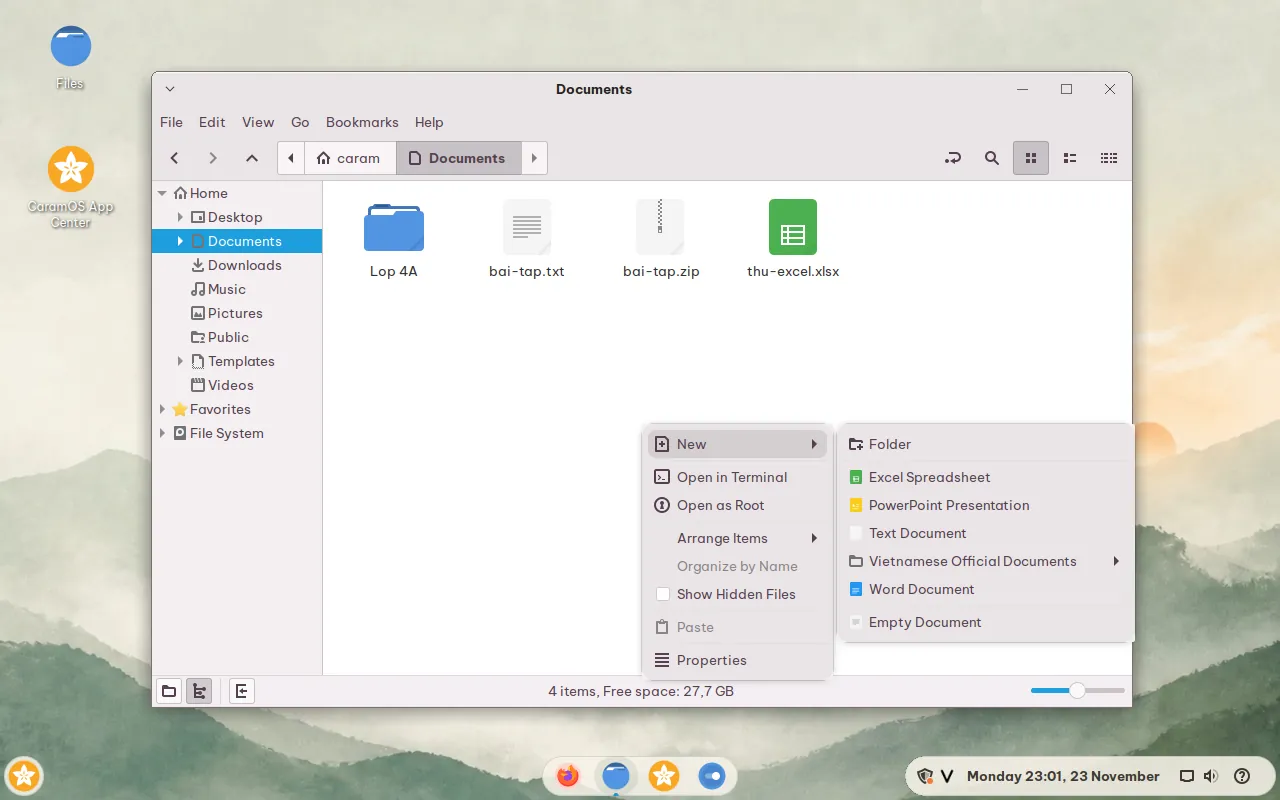 Files
CaramOS App
Center
Documents
File Edit View Go Bookmarks Help
caram Documents
Home
Desktop
Documents
Downloads
Music
Pictures
Public
Templates
Videos
Favorites
File System
Lop 4A
bai-tap.txt
bai-tap.zip
thu-excel.xlsx
New
Open in Terminal
Open as Root
Arrange Items
Organize by Name
Show Hidden Files
Paste
Properties
Folder
Excel Spreadsheet
PowerPoint Presentation
Text Document
Vietnamese Official Documents
Word Document
Empty Document
4 items, Free space: 27,7 GB
V Monday 23:01, 23 November